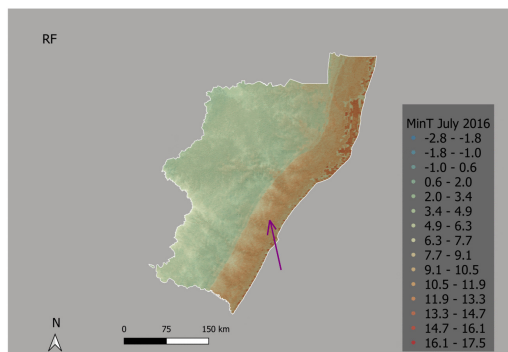 RF
MinT July 2016
-2.8 - -1.8
-1.8 - -1.0
-1.0 - 0.6
0.6 - 2.0
2.0 - 3.4
3.4 - 4.9
4.9 - 6.3
6.3 - 7.7
7.7 - 9.1
9.1 - 10.5
10.5 - 11.9
11.9 - 13.3
13.3 - 14.7
14.7 - 16.1
16.1 - 17.5
N
0 75 150 km